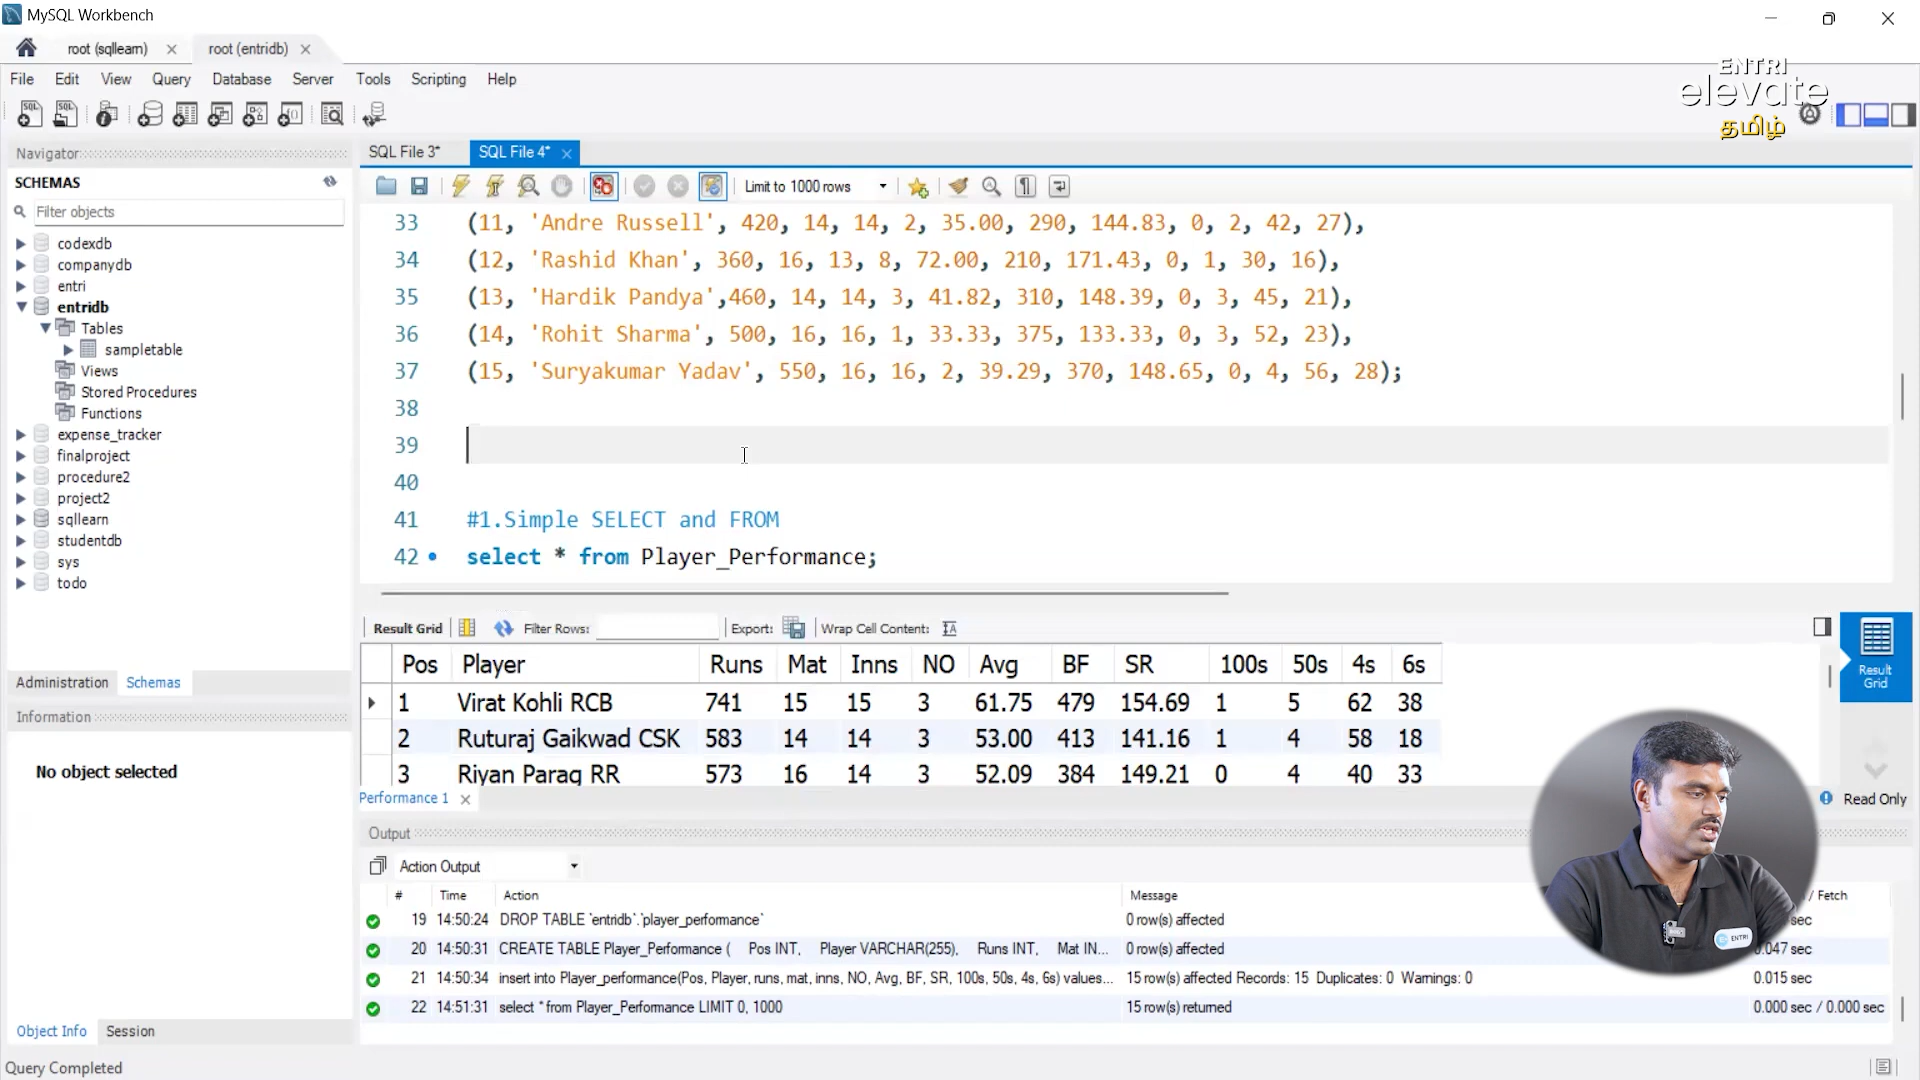 MySQL Workbench
root (sqllearn)
root (entridb)
File Edit View Query Database Server Tools Scripting Help
ENTRI
elevate
தமிழ்
Navigator
SCHEMAS
Filter objects
codexdb
companydb
entri
entridb
Tables
sampletable
Views
Stored Procedures
Functions
expense_tracker
finalproject
procedure2
project2
sqllearn
studentdb
sys
todo
Administration Schemas
Information
No object selected
Object Info Session
SQL File 3* SQL File 4*
Limit to 1000 rows
33 (11, 'Andre Russell', 420, 14, 14, 2, 35.00, 290, 144.83, 0, 2, 42, 27),
34 (12, 'Rashid Khan', 360, 16, 13, 8, 72.00, 210, 171.43, 0, 1, 30, 16),
35 (13, 'Hardik Pandya',460, 14, 14, 3, 41.82, 310, 148.39, 0, 3, 45, 21),
36 (14, 'Rohit Sharma', 500, 16, 16, 1, 33.33, 375, 133.33, 0, 3, 52, 23),
37 (15, 'Suryakumar Yadav', 550, 16, 16, 2, 39.29, 370, 148.65, 0, 4, 56, 28);
38
39
40
41 #1.Simple SELECT and FROM
42 select * from Player_Performance;
Result Grid Filter Rows: Export: Wrap Cell Content:
Pos Player Runs Mat Inns NO Avg BF SR 100s 50s 4s 6s
1 Virat Kohli RCB 741 15 15 3 61.75 479 154.69 1 5 62 38
2 Ruturaj Gaikwad CSK 583 14 14 3 53.00 413 141.16 1 4 58 18
3 Riyan Parag RR 573 16 14 3 52.09 384 149.21 0 4 40 33
Result
Grid
Performance 1
Read Only
Output
Action Output
# Time Action Message / Fetch
19 14:50:24 DROP TABLE `entridb`.`player_performance` 0 row(s) affected sec
20 14:50:31 CREATE TABLE Player_Performance ( Pos INT, Player VARCHAR(255), Runs INT, Mat IN... 0 row(s) affected 0.047 sec
21 14:50:34 insert into Player_performance(Pos, Player, runs, mat, inns, NO, Avg, BF, SR, 100s, 50s, 4s, 6s) values... 15 row(s) affected Records: 15 Duplicates: 0 Warnings: 0 0.015 sec
22 14:51:31 select * from Player_Performance LIMIT 0, 1000 15 row(s) returned 0.000 sec / 0.000 sec
ENTRI
Query Completed